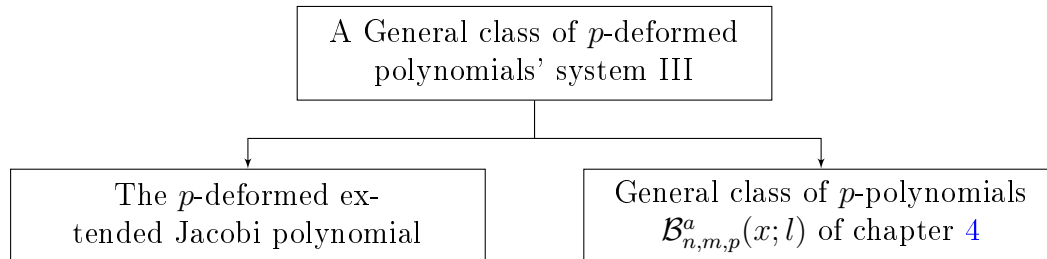 A General class of p-deformed
polynomials' system III
The p-deformed ex-
tended Jacobi polynomial
General class of p-polynomials
𝓑ᵃₙ,ₘ,ₚ(x; l) of chapter 4